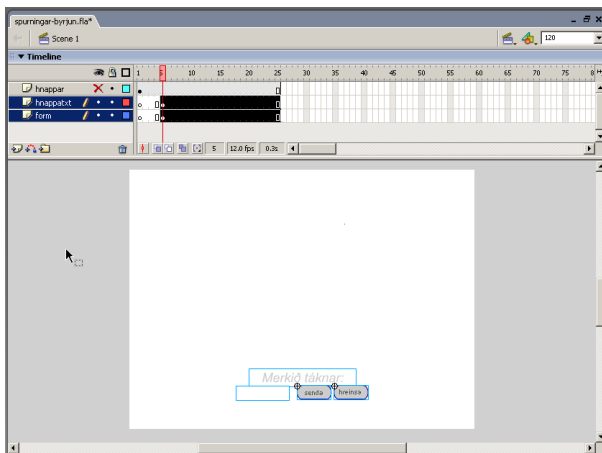 spurningar-byrjun.fla*
Scene 1
120
Timeline
1 5 10 15 20 25 30 35 40 45 50 55 60 65 70 75 8
hnappar
hnappatxt
form
5 12.0 fps 0.3s
Merkið táknar:
senda hreinsa